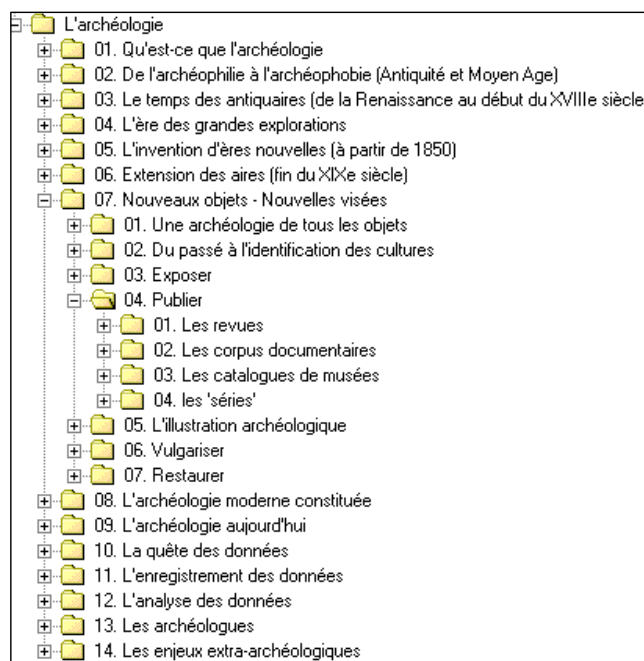 L'archéologie
01. Qu'est-ce que l'archéologie
02. De l'archéophilie à l'archéophobie (Antiquité et Moyen Age)
03. Le temps des antiquaires (de la Renaissance au début du XVIIIe siècle
04. L'ère des grandes explorations
05. L'invention d'ères nouvelles (à partir de 1850)
06. Extension des aires (fin du XIXe siècle)
07. Nouveaux objets - Nouvelles visées
01. Une archéologie de tous les objets
02. Du passé à l'identification des cultures
03. Exposer
04. Publier
01. Les revues
02. Les corpus documentaires
03. Les catalogues de musées
04. les 'séries'
05. L'illustration archéologique
06. Vulgariser
07. Restaurer
08. L'archéologie moderne constituée
09. L'archéologie aujourd'hui
10. La quête des données
11. L'enregistrement des données
12. L'analyse des données
13. Les archéologues
14. Les enjeux extra-archéologiques